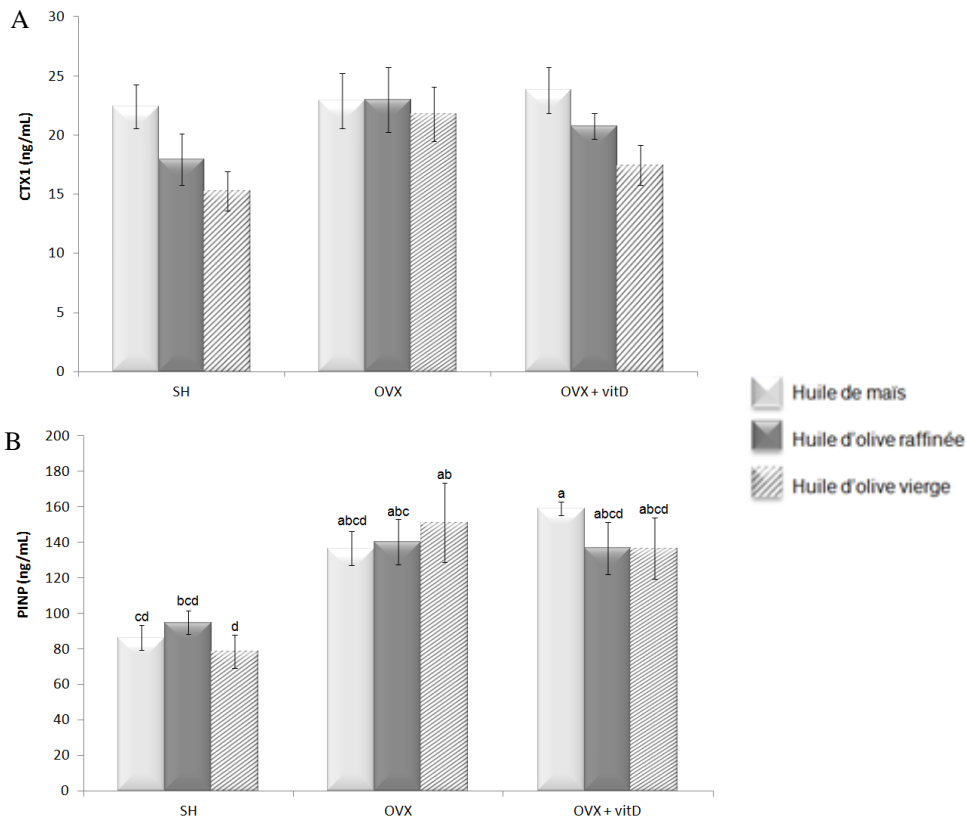 A
30
25
20
15
10
5
0
CTX1 (ng/mL)
SH
OVX
OVX + vitD
Huile de maïs
Huile d'olive raffinée
Huile d'olive vierge
B
200
180
160
140
120
100
80
60
40
20
0
PINP (ng/mL)
cd
bcd
d
abcd
abc
ab
a
abcd
abcd
SH
OVX
OVX + vitD